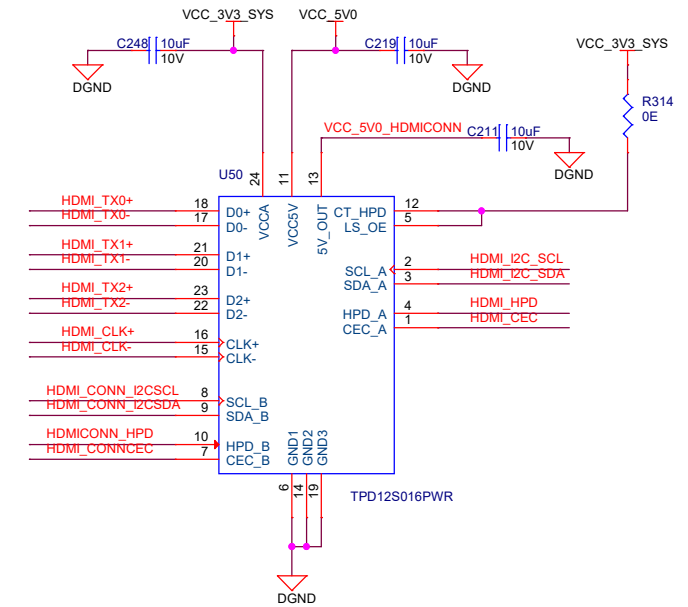 VCC_3V3_SYS VCC_5V0
C248 10uF
10V
C219 10uF
10V
VCC_3V3_SYS
DGND
DGND
R314
0E
VCC_5V0_HDMICONN C211 10uF
10V
DGND
U50
24 11 13
VCCA VCC5V 5V_OUT
HDMI_TX0+ 18 D0+
HDMI_TX0- 17 D0-
CT_HPD 12
LS_OE 5
HDMI_TX1+ 21 D1+
HDMI_TX1- 20 D1-
SCL_A 2 HDMI_I2C_SCL
SDA_A 3 HDMI_I2C_SDA
HDMI_TX2+ 23 D2+
HDMI_TX2- 22 D2-
HPD_A 4 HDMI_HPD
CEC_A 1 HDMI_CEC
HDMI_CLK+ 16 CLK+
HDMI_CLK- 15 CLK-
HDMI_CONN_I2CSCL 8 SCL_B
HDMI_CONN_I2CSDA 9 SDA_B
HDMICONN_HPD 10 HPD_B
HDMI_CONNCEC 7 CEC_B
GND1 GND2 GND3
6 14 19
TPD12S016PWR
DGND